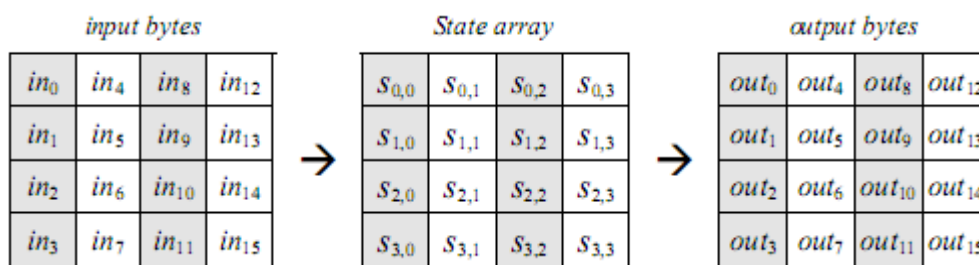 input bytes State array output bytes
in₀ in₄ in₈ in₁₂ S₀,₀ S₀,₁ S₀,₂ S₀,₃ out₀ out₄ out₈ out₁₂
in₁ in₅ in₉ in₁₃ → S₁,₀ S₁,₁ S₁,₂ S₁,₃ → out₁ out₅ out₉ out₁₃
in₂ in₆ in₁₀ in₁₄ S₂,₀ S₂,₁ S₂,₂ S₂,₃ out₂ out₆ out₁₀ out₁₄
in₃ in₇ in₁₁ in₁₅ S₃,₀ S₃,₁ S₃,₂ S₃,₃ out₃ out₇ out₁₁ out₁₅